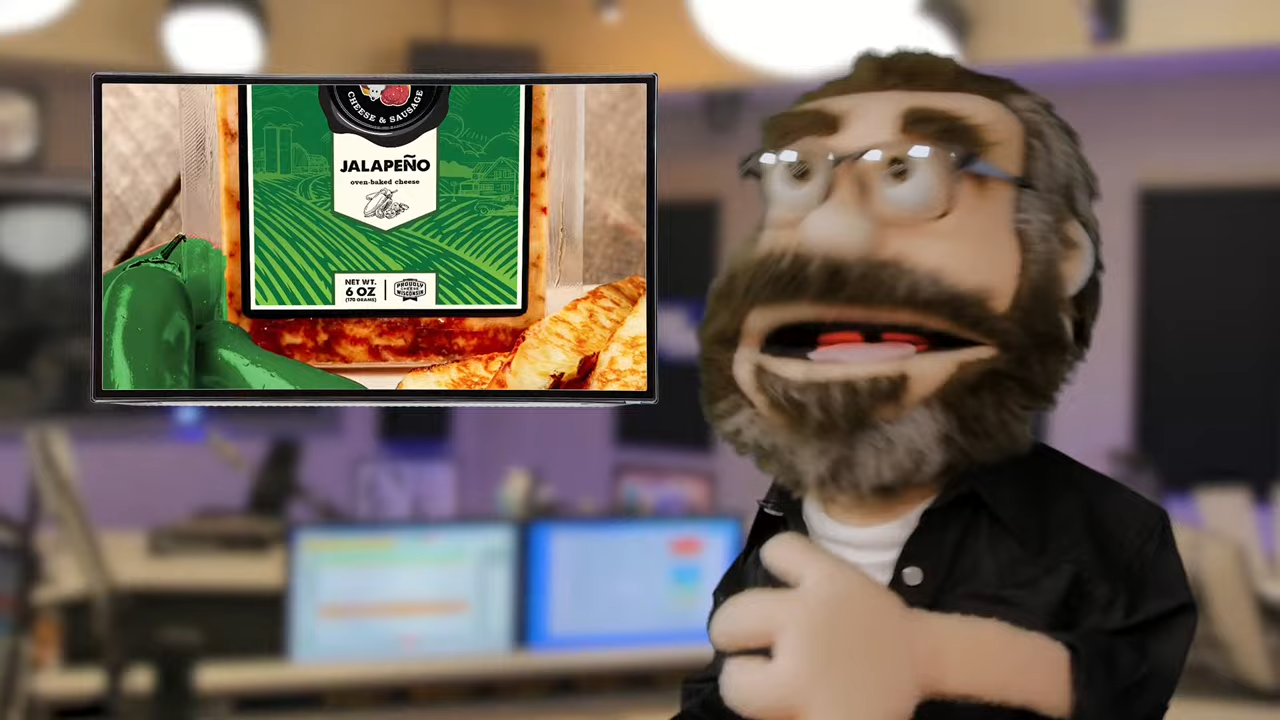 CHEESE & SAUSAGE
JALAPEÑO
oven-baked cheese
NET WT.
6 OZ
(170 GRAMS)
PROUDLY
WISCONSIN